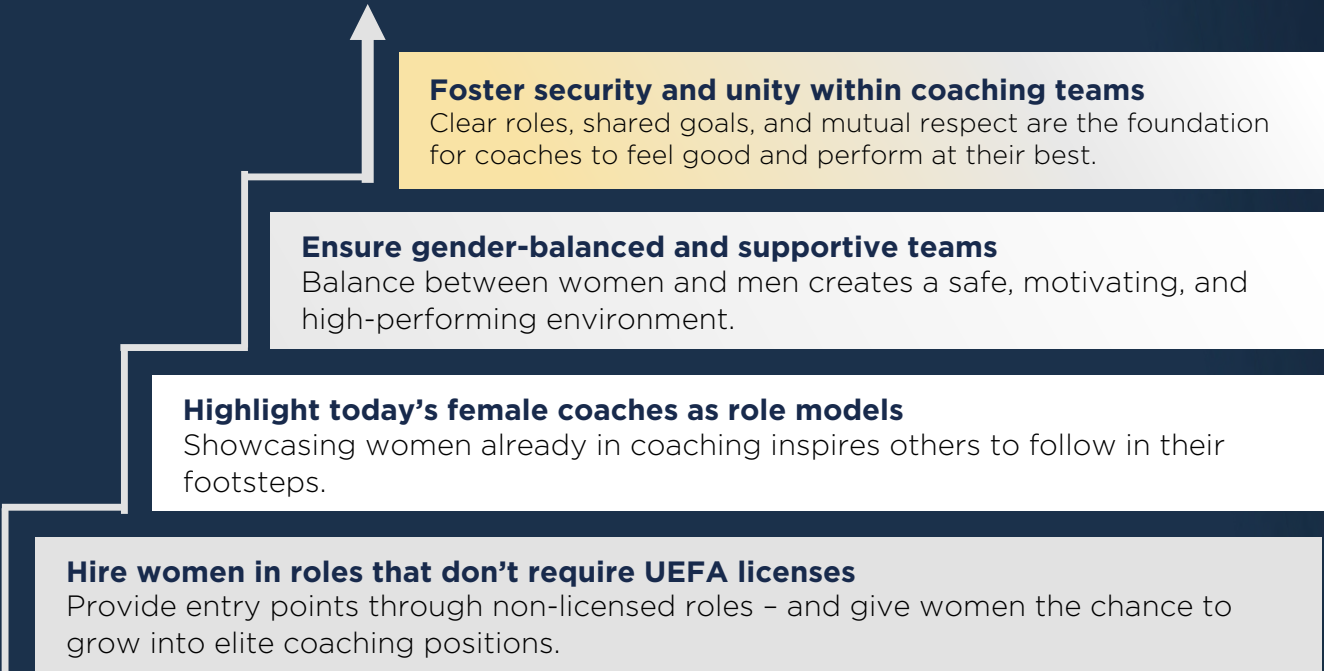 Foster security and unity within coaching teams
Clear roles, shared goals, and mutual respect are the foundation
for coaches to feel good and perform at their best.
Ensure gender-balanced and supportive teams
Balance between women and men creates a safe, motivating, and
high-performing environment.
Highlight today’s female coaches as role models
Showcasing women already in coaching inspires others to follow in their
footsteps.
Hire women in roles that don’t require UEFA licenses
Provide entry points through non-licensed roles – and give women the chance to
grow into elite coaching positions.